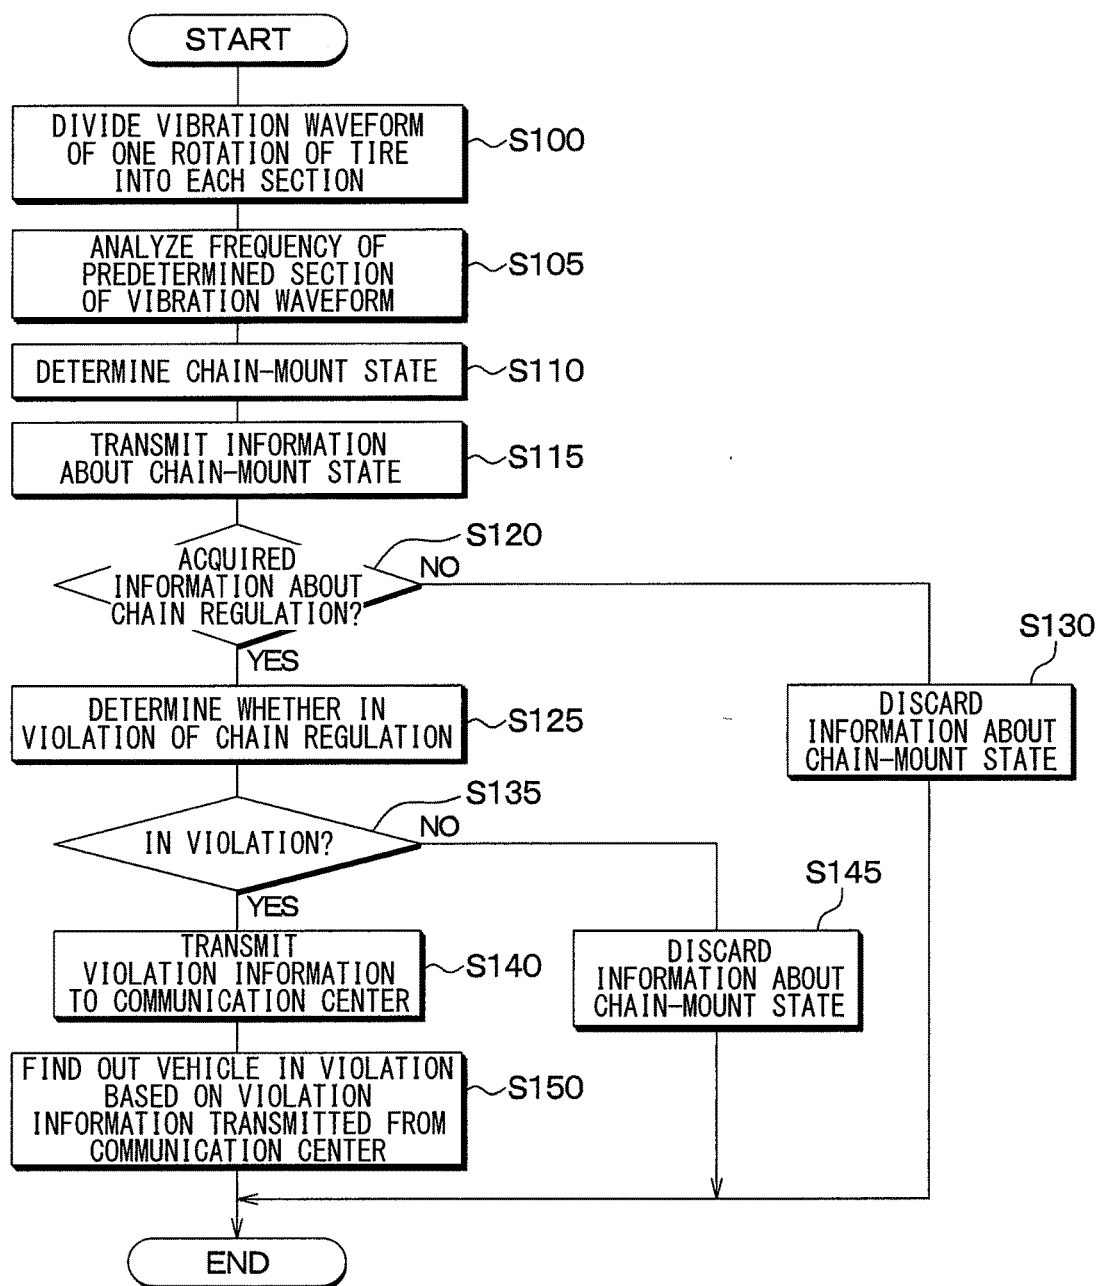 START
DIVIDE VIBRATION WAVEFORM
OF ONE ROTATION OF TIRE
INTO EACH SECTION
S100
ANALYZE FREQUENCY OF
PREDETERMINED SECTION
OF VIBRATION WAVEFORM
S105
DETERMINE CHAIN-MOUNT STATE
S110
TRANSMIT INFORMATION
ABOUT CHAIN-MOUNT STATE
S115
ACQUIRED
INFORMATION ABOUT
CHAIN REGULATION?
S120
NO
YES
S130
DISCARD
INFORMATION ABOUT
CHAIN-MOUNT STATE
DETERMINE WHETHER IN
VIOLATION OF CHAIN REGULATION
S125
IN VIOLATION?
S135
NO
YES
S145
DISCARD
INFORMATION ABOUT
CHAIN-MOUNT STATE
TRANSMIT
VIOLATION INFORMATION
TO COMMUNICATION CENTER
S140
FIND OUT VEHICLE IN VIOLATION
BASED ON VIOLATION
INFORMATION TRANSMITTED FROM
COMMUNICATION CENTER
S150
END